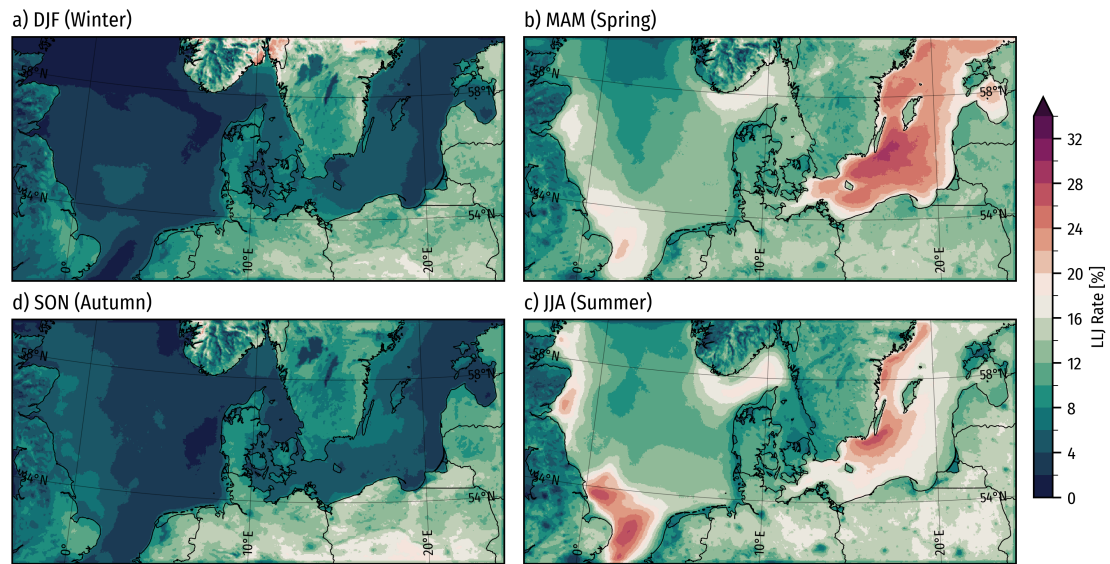 a) DJF (Winter)
b) MAM (Spring)
58°N
58°N
54°N
54°N
0°
10°E
20°E
58°N
58°N
54°N
54°N
0°
10°E
20°E
d) SON (Autumn)
c) JJA (Summer)
58°N
58°N
54°N
54°N
0°
10°E
20°E
58°N
58°N
54°N
54°N
0°
10°E
20°E
32
28
24
20
16
12
8
4
0
LLJ Rate [%]